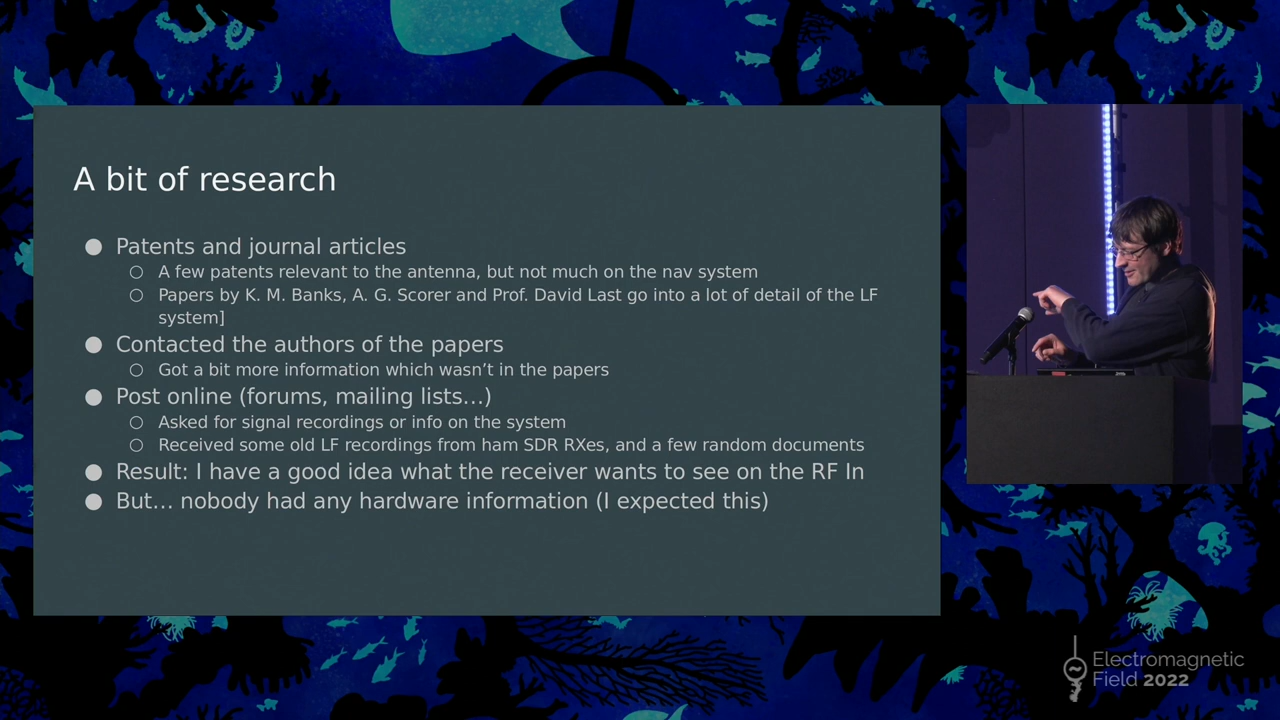 A bit of research
● Patents and journal articles
○ A few patents relevant to the antenna, but not much on the nav system
○ Papers by K. M. Banks, A. G. Scorer and Prof. David Last go into a lot of detail of the LF
system]
● Contacted the authors of the papers
○ Got a bit more information which wasn’t in the papers
● Post online (forums, mailing lists…)
○ Asked for signal recordings or info on the system
○ Received some old LF recordings from ham SDR RXes, and a few random documents
● Result: I have a good idea what the receiver wants to see on the RF In
● But… nobody had any hardware information (I expected this)
Electromagnetic
Field 2022